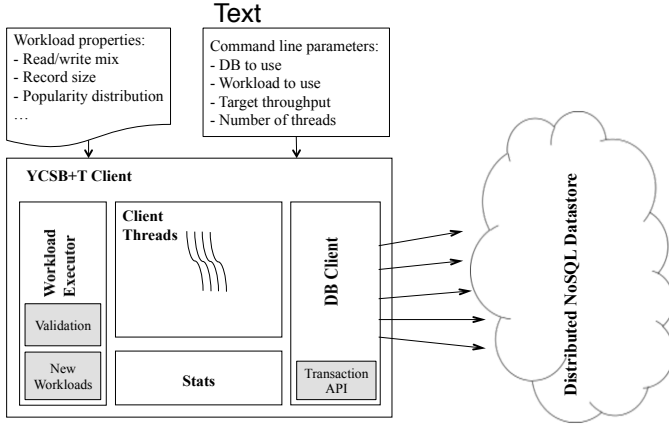 Text
Workload properties:
- Read/write mix
- Record size
- Popularity distribution
…
Command line parameters:
- DB to use
- Workload to use
- Target throughput
- Number of threads
YCSB+T Client
Workload
Executor
Validation
New
Workloads
Client
Threads
Stats
DB Client
Transaction
API
Distributed NoSQL Datastore